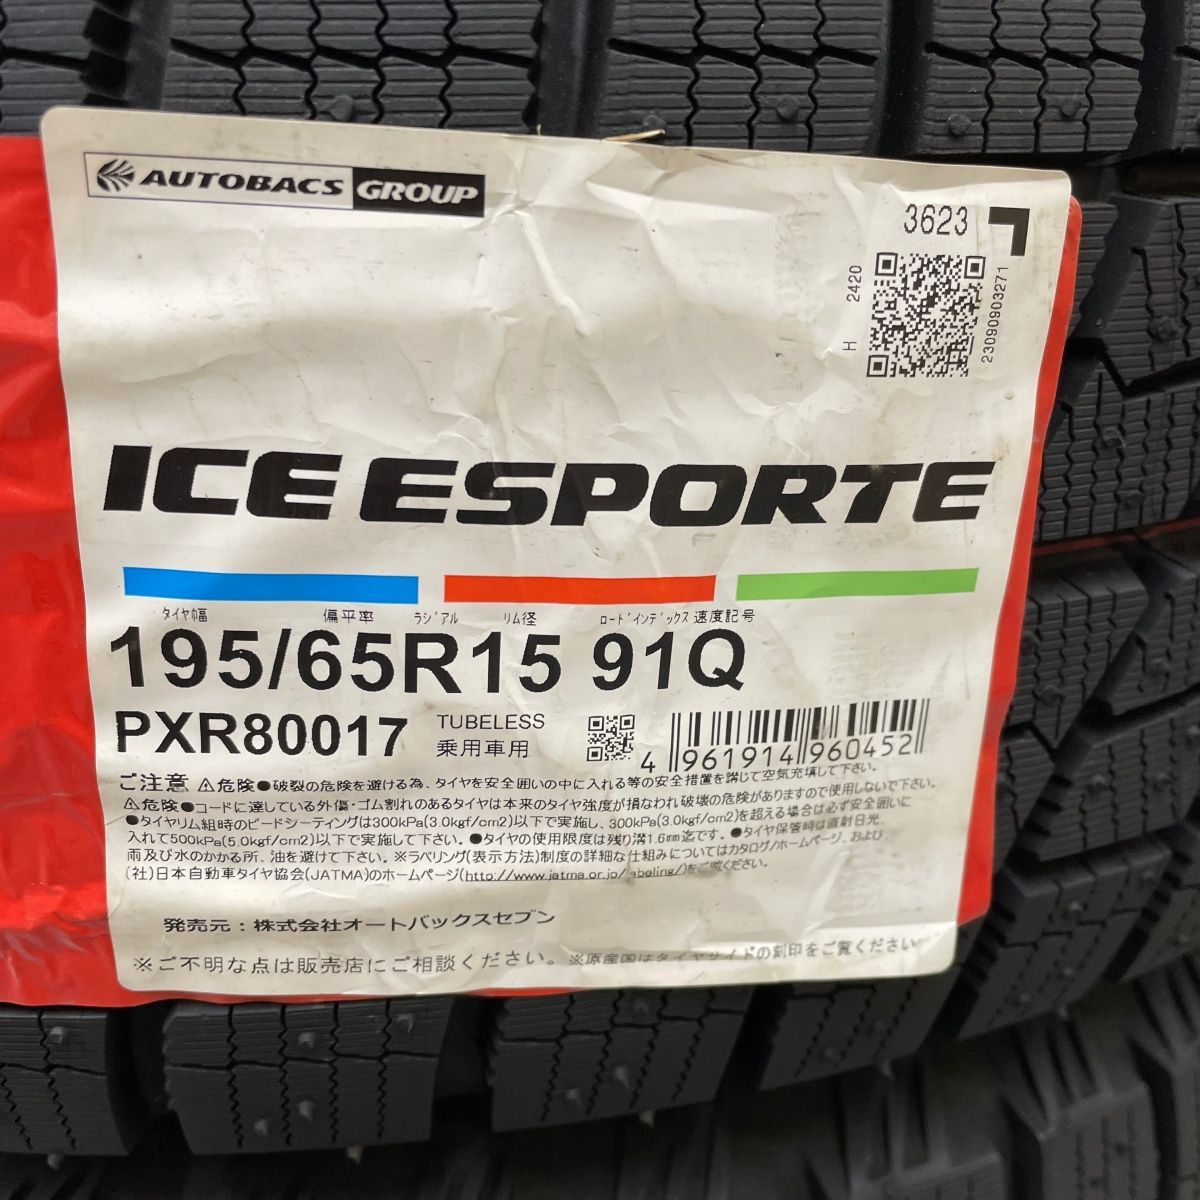 AUTOBACS GROUP
3623
H 2420
23090903271
ICE ESPORTE
タイヤ幅 偏平率 ラジアル リム径 ロードインデックス 速度記号
195/65R15 91Q
PXR80017 TUBELESS
乗用車用
4 961914 960452
ご注意 ⚠危険●破裂の危険を避ける為、タイヤを安全囲いの中に入れる等の安全措置を講じて空気充填して下さい。
⚠危険●コードに達している外傷・ゴム割れのあるタイヤは本来のタイヤ強度が損なわれ破壊の危険がありますので使用しないで下さい。
●タイヤリム組時のビードシーティングは300kPa(3.0kgf/cm2)以下で実施し、300kPa(3.0kgf/cm2)を超える場合は必ず安全囲いに
入れて500kPa(5.0kgf/cm2)以下で実施して下さい。●タイヤの使用限度は残り溝1.6mm迄です。●タイヤ保管時は直射日光、
雨及び水のかかる所、油を避けて下さい。※ラベリング(表示方法)制度の詳細な仕組みについてはカタログ/ホームページ、および、
(社)日本自動車タイヤ協会(JATMA)のホームページ(http://www.jatma.or.jp/labeling/)をご覧ください。
発売元：株式会社オートバックスセブン
※ご不明な点は販売店にご相談ください。※原産国はタイヤサイドの刻印をご覧ください